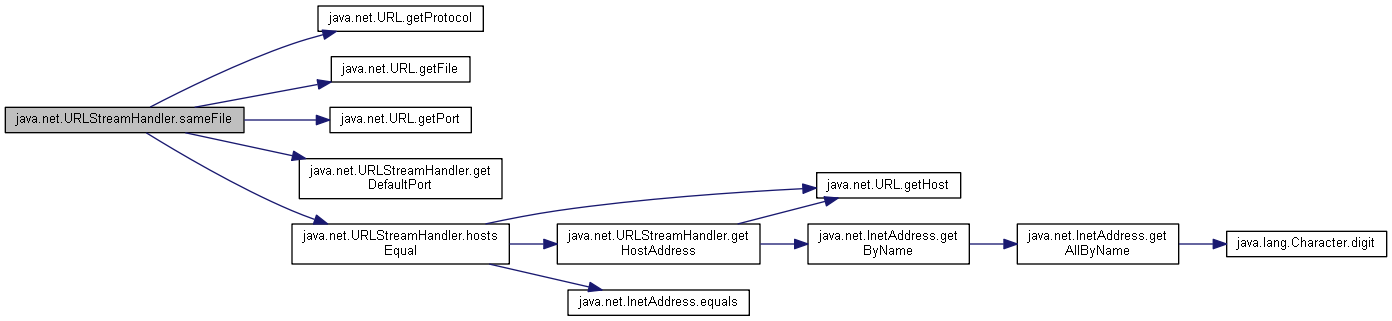 java.net.URL.getProtocol
java.net.URL.getFile
java.net.URLStreamHandler.sameFile
java.net.URL.getPort
java.net.URLStreamHandler.get
DefaultPort
java.net.URL.getHost
java.net.URLStreamHandler.hosts
Equal
java.net.URLStreamHandler.get
HostAddress
java.net.InetAddress.get
ByName
java.net.InetAddress.get
AllByName
java.lang.Character.digit
java.net.InetAddress.equals